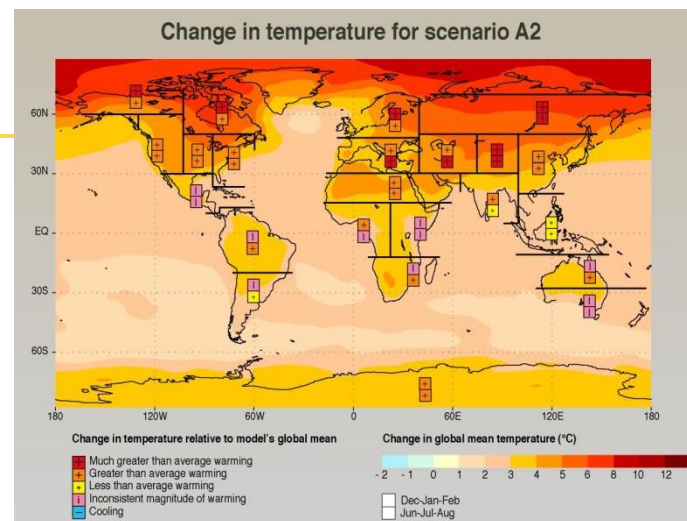 Change in temperature for scenario A2
60N
30N
EQ
30S
60S
180 120W 60W 0 60E 120E 180
Change in temperature relative to model's global mean
Much greater than average warming
Greater than average warming
Less than average warming
Inconsistent magnitude of warming
Cooling
Change in global mean temperature (°C)
-2 -1 0 1 2 3 4 5 6 8 10 12
Dec-Jan-Feb
Jun-Jul-Aug